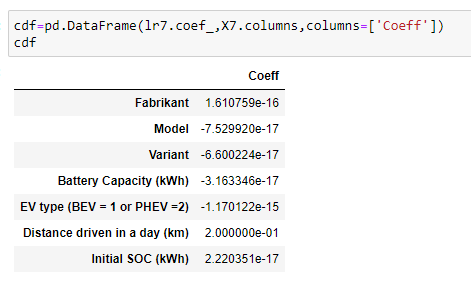 cdf=pd.DataFrame(lr7.coef_,X7.columns,columns=['Coeff'])
cdf
Coeff
Fabrikant 1.610759e-16
Model -7.529920e-17
Variant -6.600224e-17
Battery Capacity (kWh) -3.163346e-17
EV type (BEV = 1 or PHEV =2) -1.170122e-15
Distance driven in a day (km) 2.000000e-01
Initial SOC (kWh) 2.220351e-17